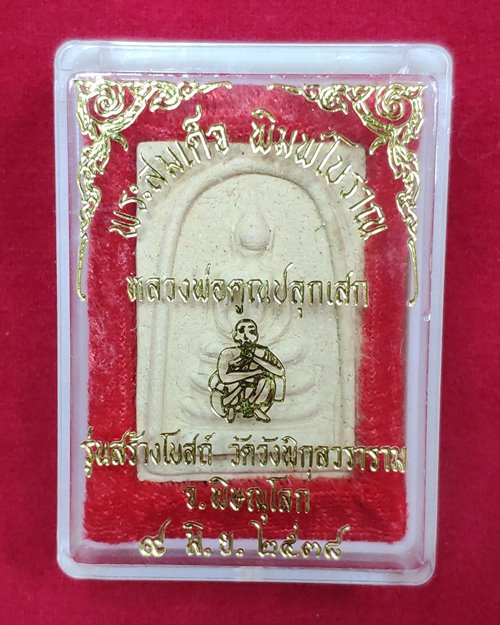 พระสมเด็จ พิมพ์โบราณ
หลวงพ่อคูณปลุกเสก
รุ่นสร้างโบสถ์ วัดวังพิกุลวราราม
จ.พิษณุโลก
๙ มิ.ย. ๒๕๓๘